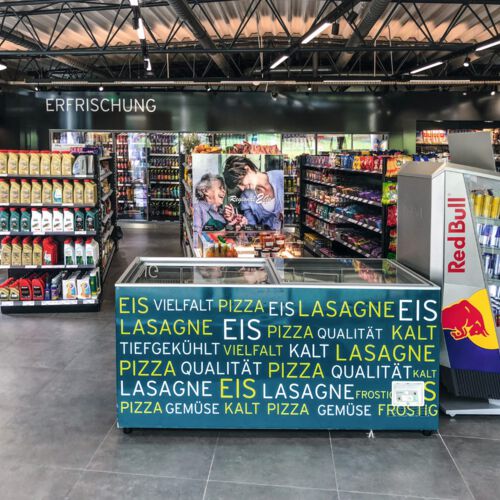 ERFRISCHUNG
Red Bull
EIS VIELFALT PIZZA EIS LASAGNE EIS
LASAGNE EIS PIZZA QUALITÄT KALT
TIEFGEKÜHLT VIELFALT KALT LASAGNE
PIZZA QUALITÄT PIZZA QUALITÄT KALT
LASAGNE EIS LASAGNE FROSTIG EIS
PIZZA GEMÜSE KALT PIZZA GEMÜSE FROSTIG